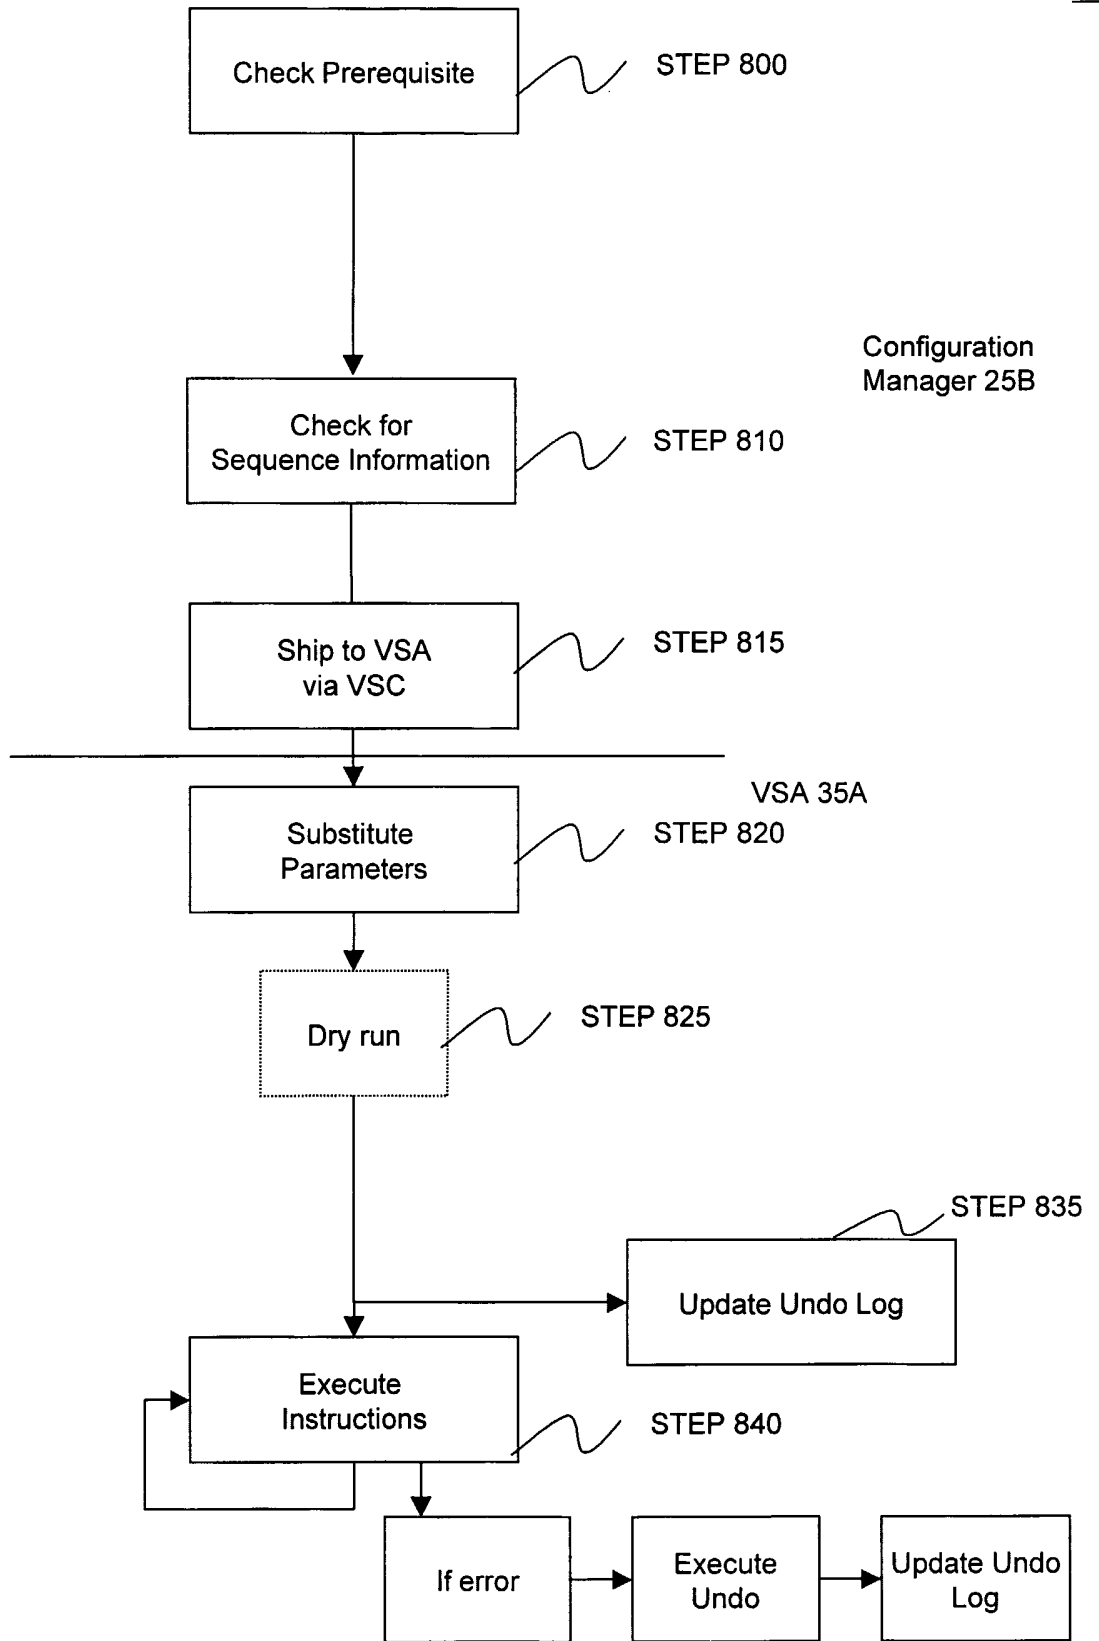 Check Prerequisite
STEP 800
Configuration
Manager 25B
Check for
Sequence Information
STEP 810
Ship to VSA
via VSC
STEP 815
VSA 35A
Substitute
Parameters
STEP 820
Dry run
STEP 825
STEP 835
Update Undo Log
Execute
Instructions
STEP 840
If error
Execute
Undo
Update Undo
Log